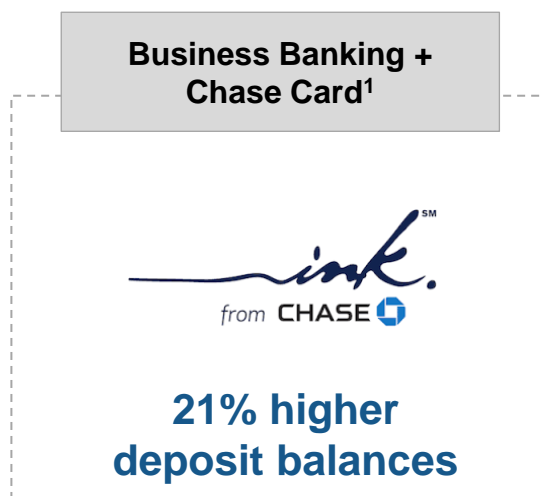 Business Banking +
Chase Card¹
ink.℠
from CHASE
21% higher
deposit balances